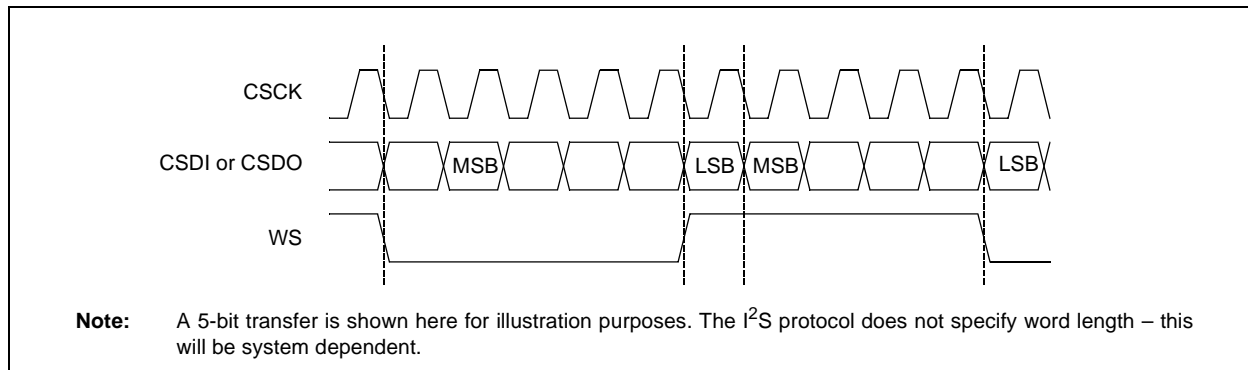 CSCK
CSDI or CSDO
MSB
LSB
MSB
LSB
WS
Note: A 5-bit transfer is shown here for illustration purposes. The I²S protocol does not specify word length – this
will be system dependent.